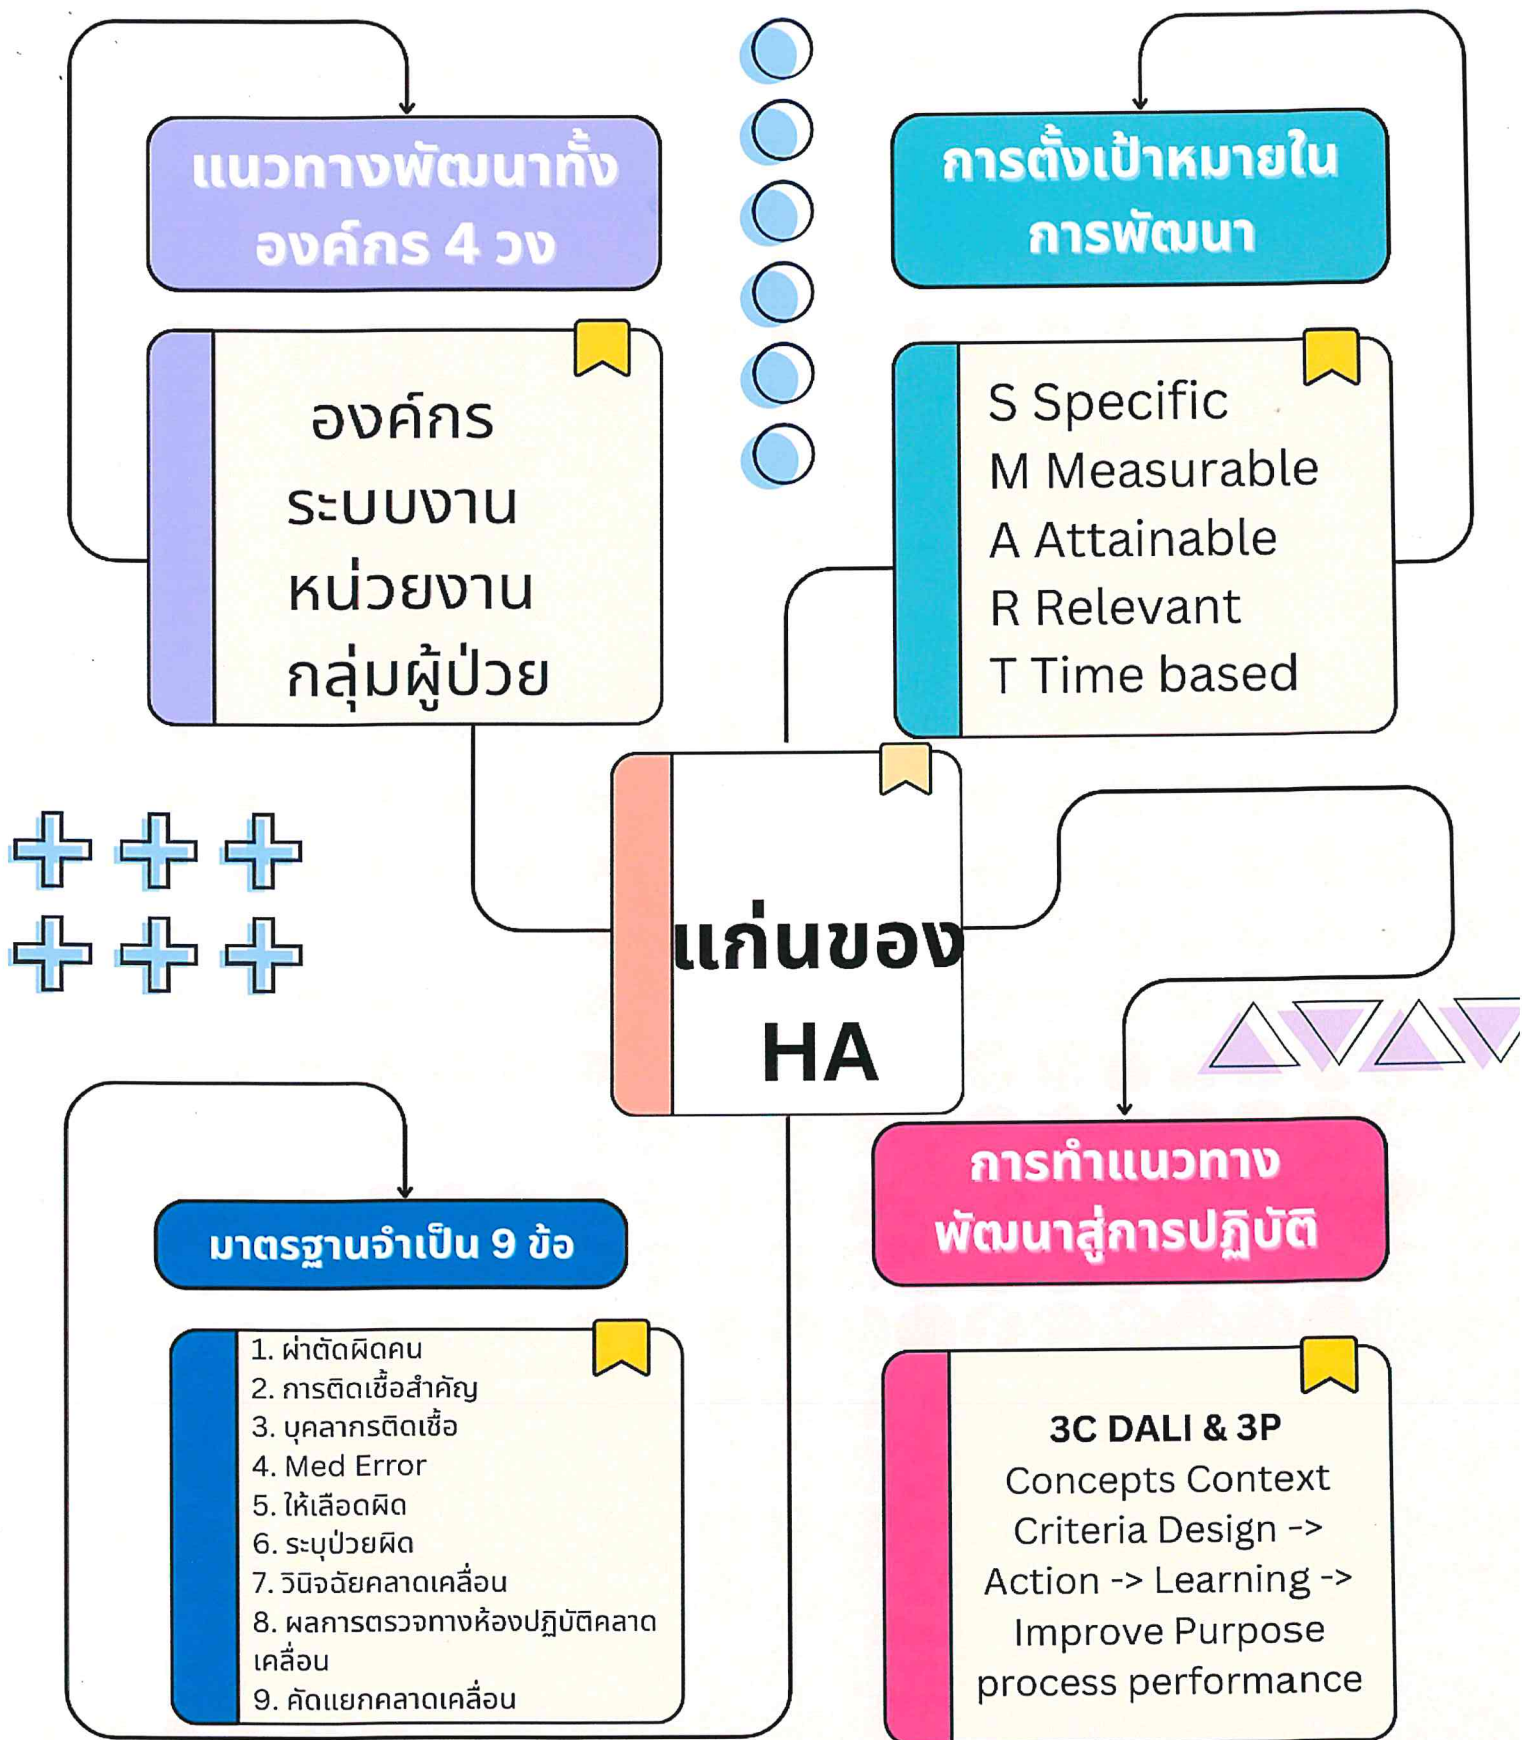 แนวทางพัฒนาทั้ง
องค์กร 4 วง
องค์กร
ระบบงาน
หน่วยงาน
กลุ่มผู้ป่วย
การตั้งเป้าหมายใน
การพัฒนา
S Specific
M Measurable
A Attainable
R Relevant
T Time based
แก่นของ
HA
มาตรฐานจำเป็น 9 ข้อ
1. ผ่าตัดผิดคน
2. การติดเชื้อสำคัญ
3. บุคลากรติดเชื้อ
4. Med Error
5. ให้เลือดผิด
6. ระบุป่วยผิด
7. วินิจฉัยคลาดเคลื่อน
8. ผลการตรวจทางห้องปฏิบัติคลาด
เคลื่อน
9. คัดแยกคลาดเคลื่อน
การทำแนวทาง
พัฒนาสู่การปฏิบัติ
3C DALI & 3P
Concepts Context
Criteria Design ->
Action -> Learning ->
Improve Purpose
process performance